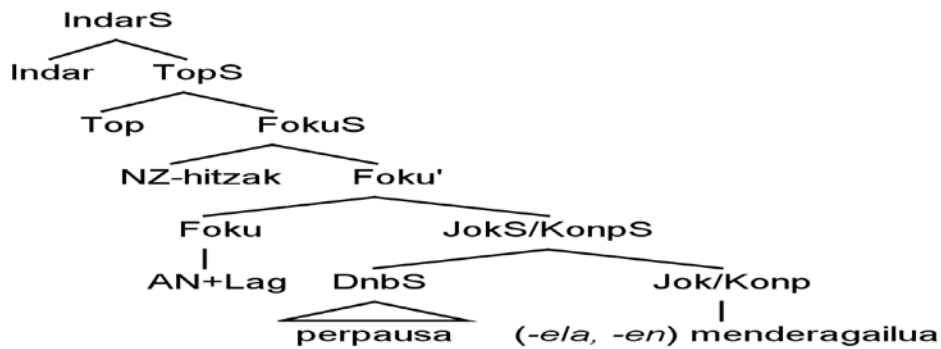 IndarS
Indar TopS
Top FokuS
NZ-hitzak Foku'
Foku JokS/KonpS
AN+Lag DnbS Jok/Konp
perpausa (-ela, -en) menderagailua